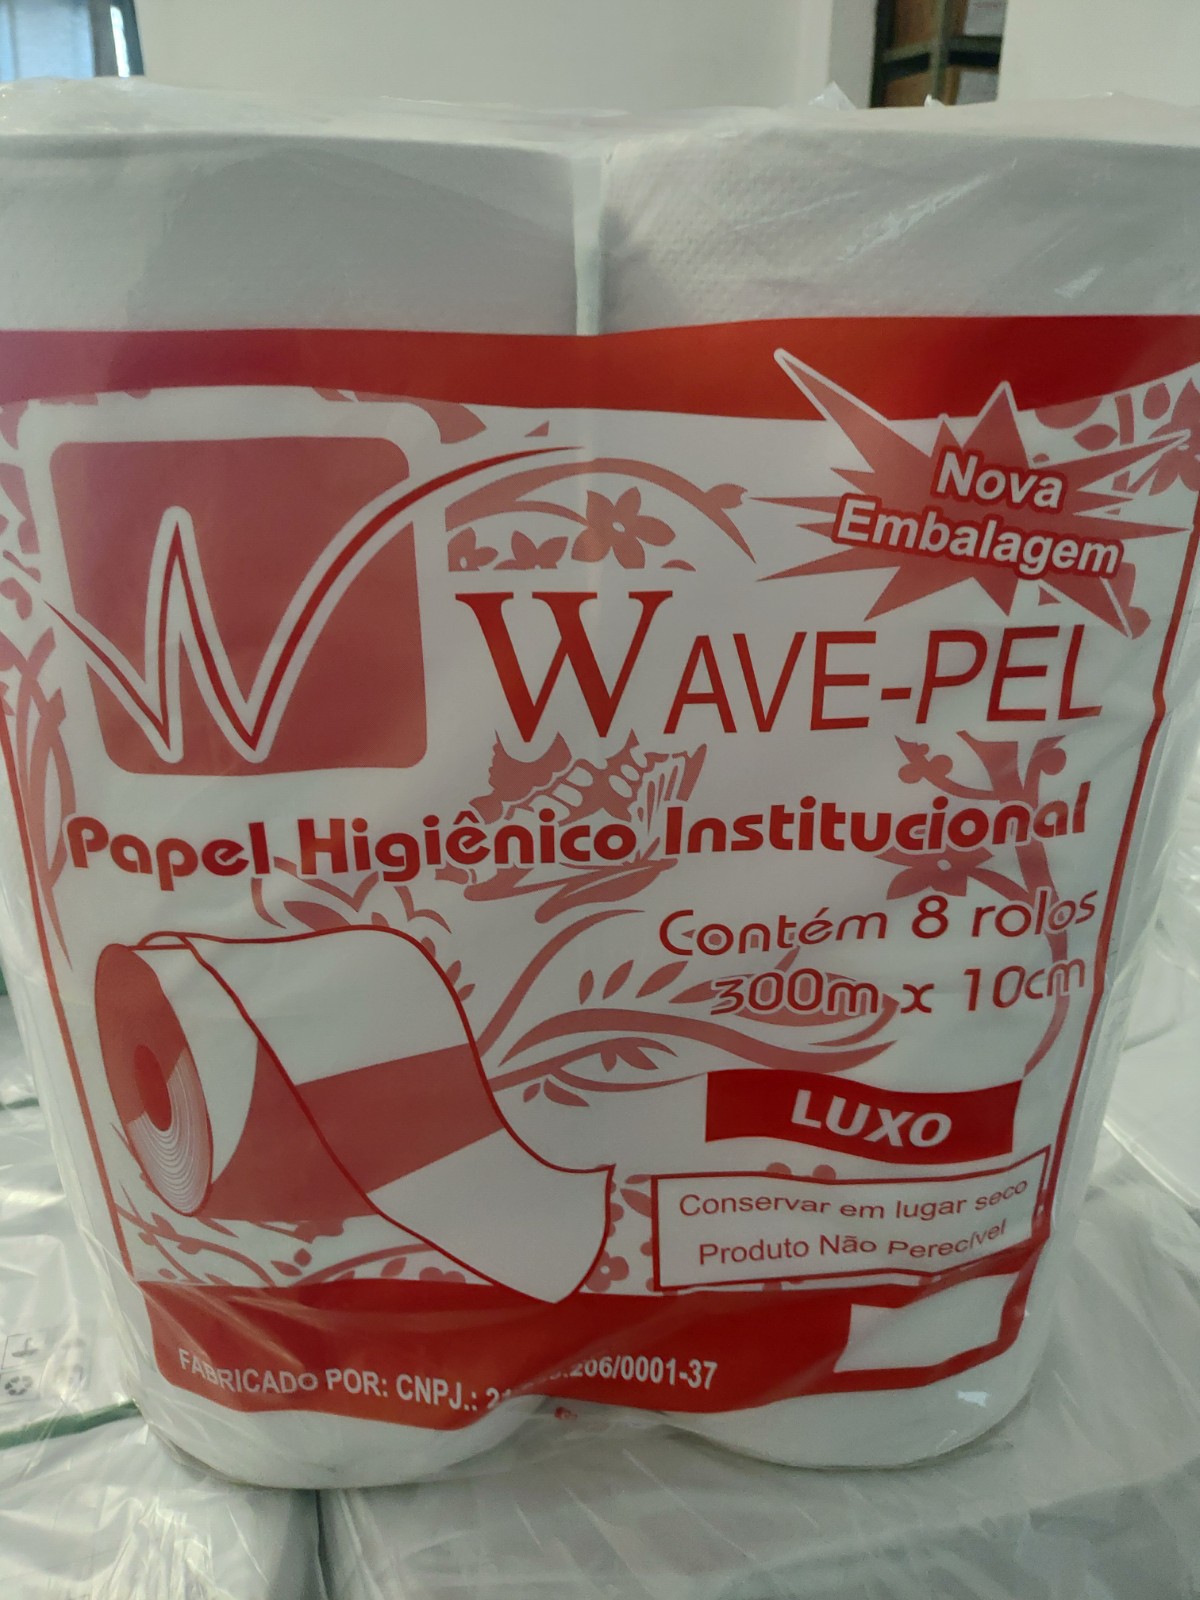 Nova
Embalagem
WAVE-PEL
Papel Higiênico Institucional
Contém 8 rolos
300m x 10cm
LUXO
Conservar em lugar seco
Produto Não Perecível
FABRICADO POR: CNPJ.: .206/0001-37